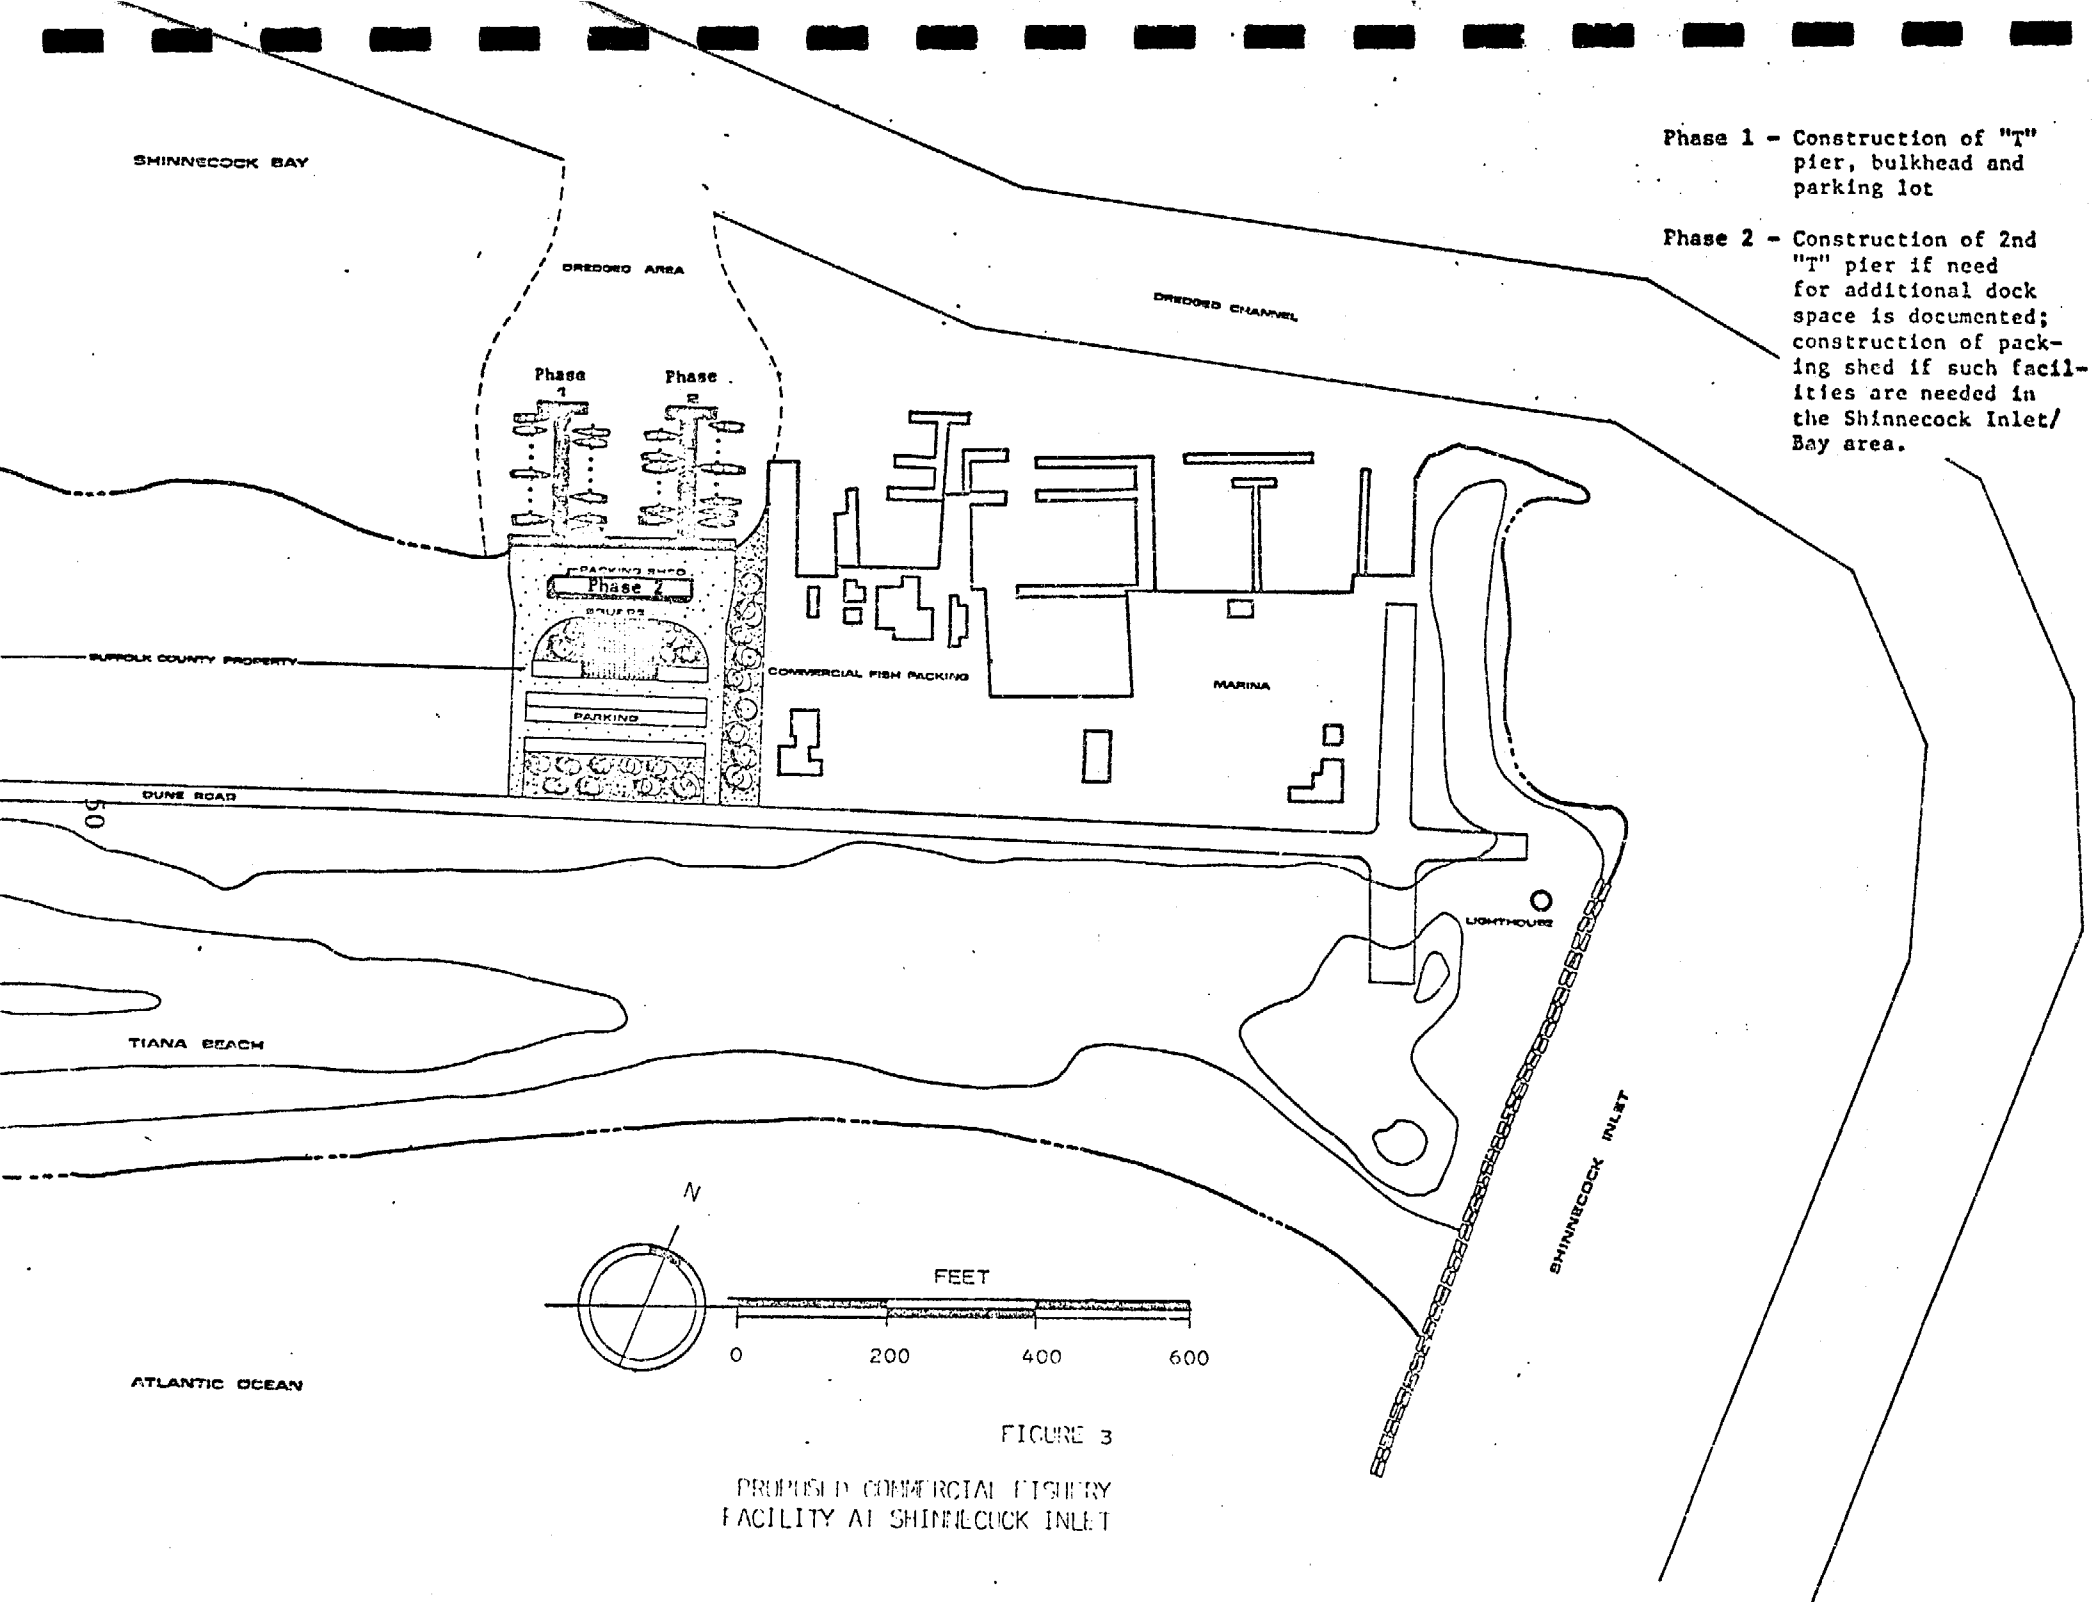 Phase 1 - Construction of "T"
pier, bulkhead and
parking lot
SHINNECOCK BAY
Phase 2 - Construction of 2nd
"T" pier if need
for additional dock
space is documented;
construction of pack-
ing shed if such facil-
ities are needed in
the Shinnecock Inlet/
Bay area.
DREDGED AREA
DREDGED CHANNEL
Phase
1
Phase
2
PACKING SHED
Phase 2
SUFFOLK COUNTY PROPERTY
COMMERCIAL FISH PACKING
MARINA
PARKING
DUNE ROAD
50
LIGHTHOUSE
TIANA BEACH
SHINNECOCK INLET
N
FEET
0 200 400 600
ATLANTIC OCEAN
FIGURE 3
PROPOSED COMMERCIAL FISHERY
FACILITY AT SHINNECOCK INLET